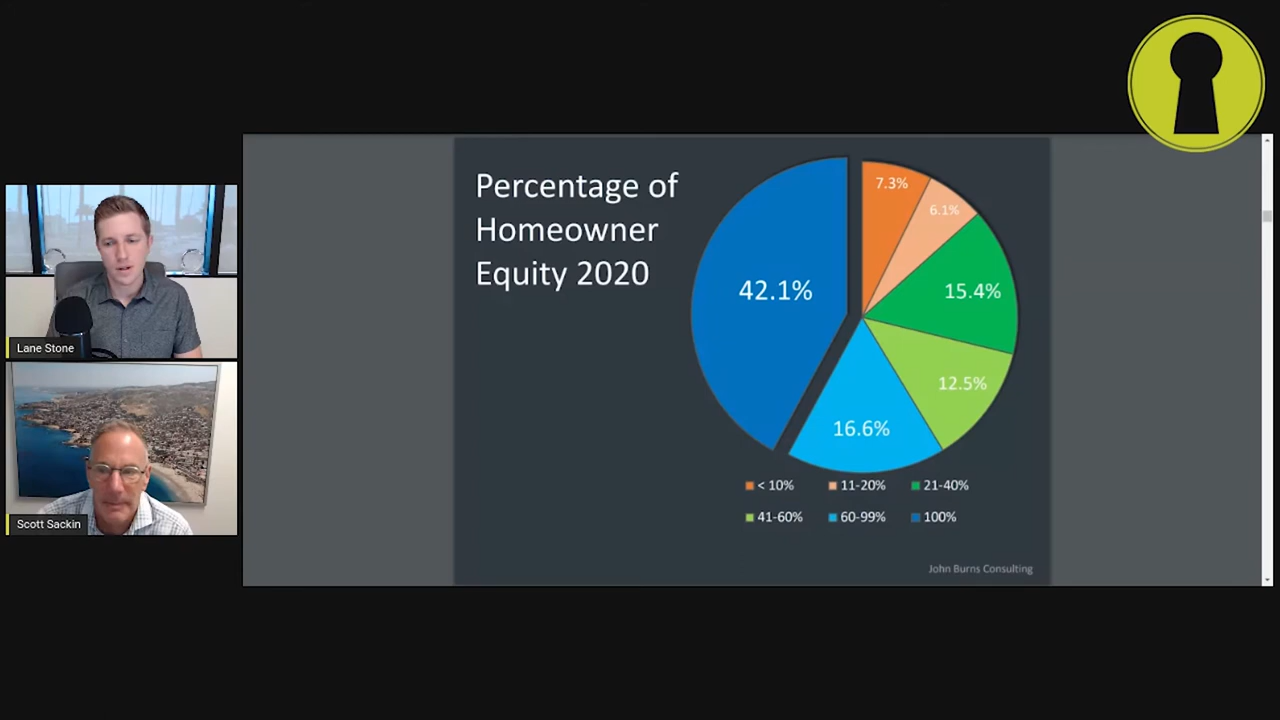 Percentage of
Homeowner
Equity 2020
7.3%
6.1%
15.4%
42.1%
12.5%
16.6%
< 10%
11-20%
21-40%
41-60%
60-99%
100%
John Burns Consulting
Lane Stone
Scott Sackin